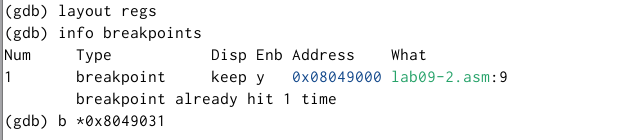 (gdb) layout regs
(gdb) info breakpoints
Num     Type           Disp Enb Address    What
1       breakpoint     keep y   0x08049000 lab09-2.asm:9
        breakpoint already hit 1 time
(gdb) b *0x8049031